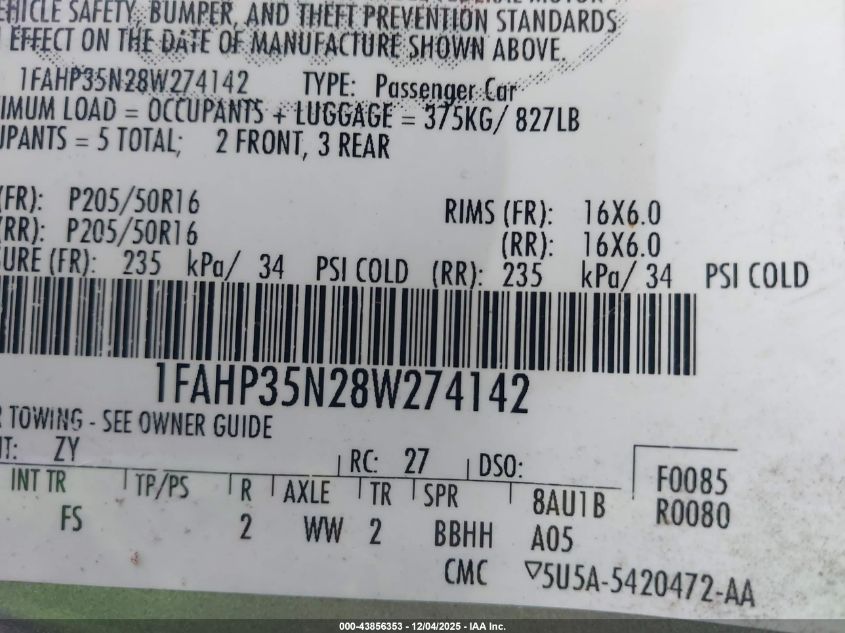 VEHICLE SAFETY, BUMPER, AND THEFT PREVENTION STANDARDS
EFFECT ON THE DATE OF MANUFACTURE SHOWN ABOVE.
1FAHP35N28W274142 TYPE: Passenger Car
IMUM LOAD = OCCUPANTS + LUGGAGE = 375KG/ 827LB
UPANTS = 5 TOTAL; 2 FRONT, 3 REAR
(FR): P205/50R16 RIMS (FR): 16X6.0
(RR): P205/50R16 (RR): 16X6.0
URE (FR): 235 kPa/ 34 PSI COLD (RR): 235 kPa/ 34 PSI COLD
1FAHP35N28W274142
R TOWING - SEE OWNER GUIDE
NT: ZY RC: 27 DSO:
INT TR TP/PS R AXLE TR SPR 8AU1B F0085
FS 2 WW 2 BBHH A05 R0080
CMC ▽5U5A-5420472-AA
000-43856353 - 12/04/2025 - IAA Inc.